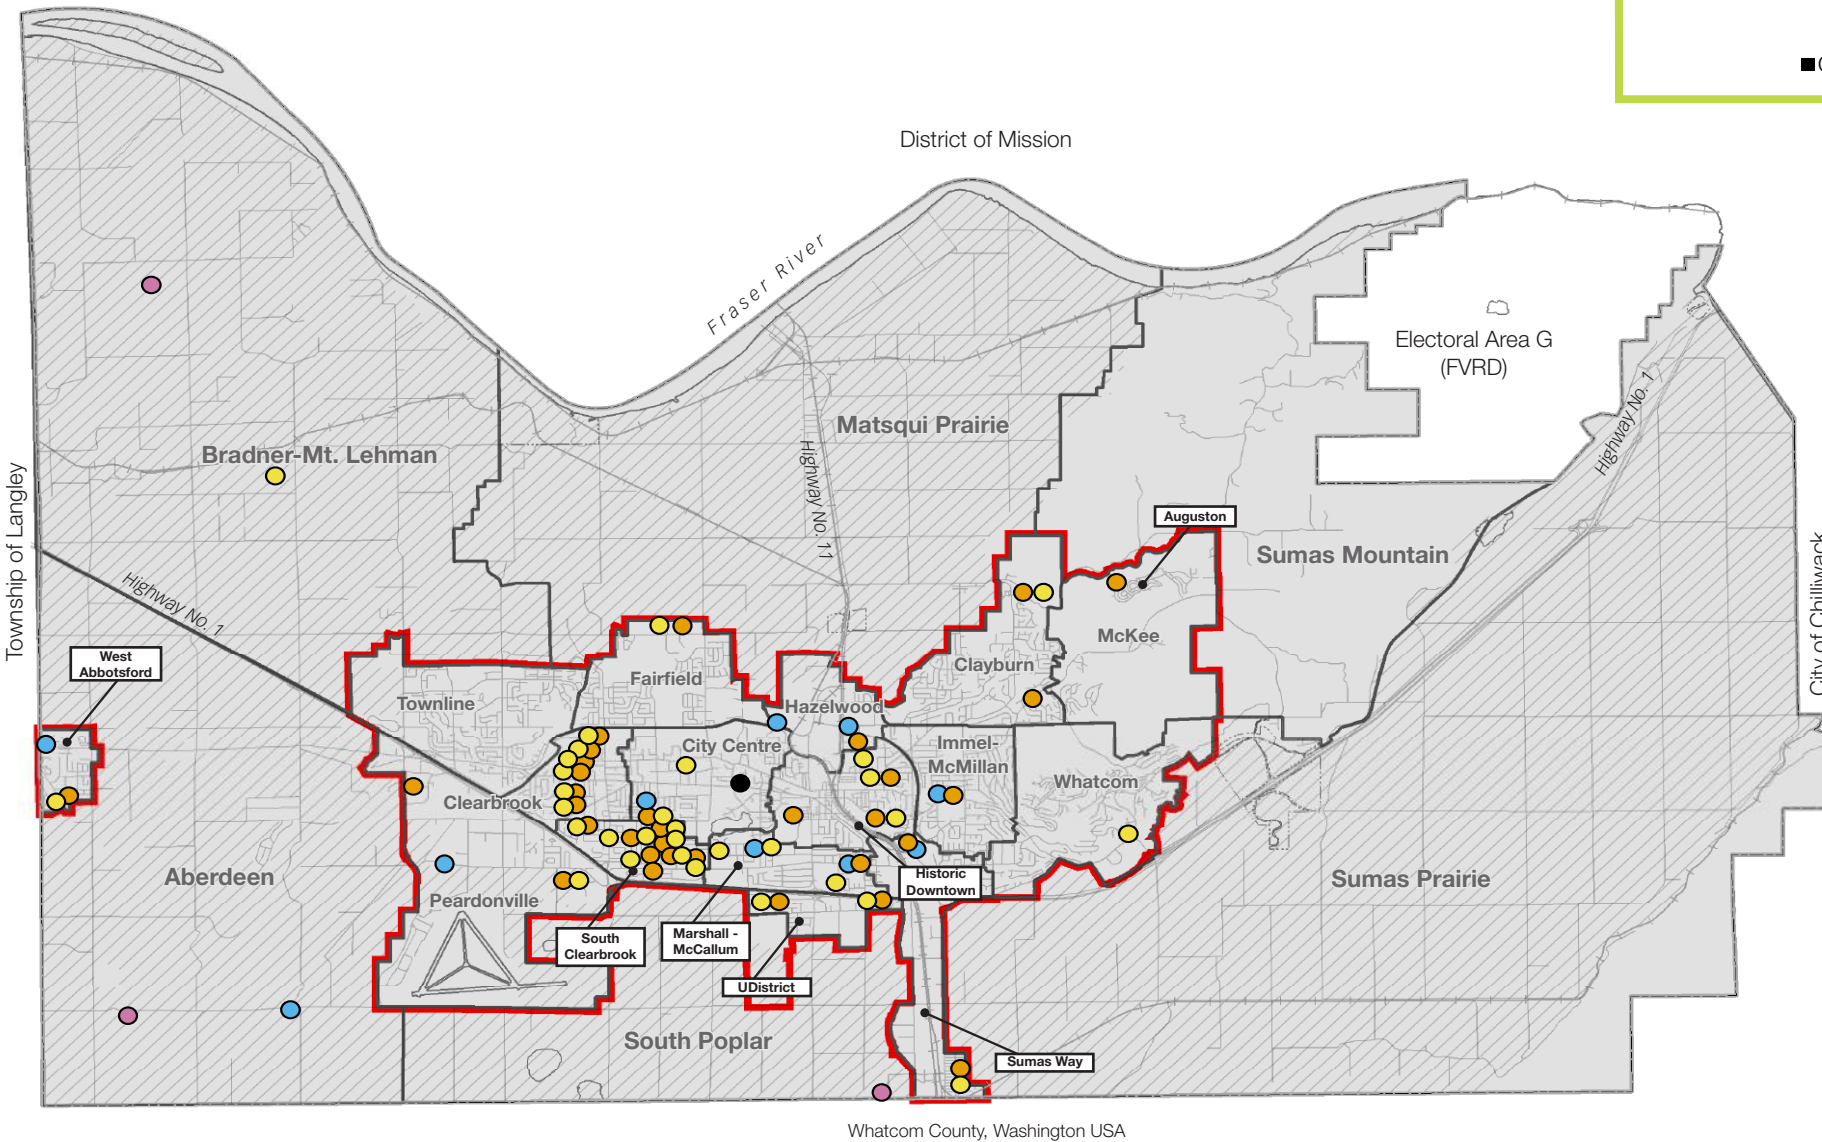 District of Mission
Fraser River
Electoral Area G
(FVRD)
Highway No. 1
Matsqui Prairie
Highway No. 11
Bradner-Mt. Lehman
Township of Langley
Highway No. 1
Auguston
Sumas Mountain
City of Chilliwack
McKee
West
Abbotsford
Clayburn
Fairfield
Townline
Hazelwood
City Centre
Immel-
McMillan
Whatcom
Clearbrook
Aberdeen
Historic
Downtown
Sumas Prairie
Peardonville
South
Clearbrook
Marshall -
McCallum
UDistrict
South Poplar
Sumas Way
Whatcom County, Washington USA